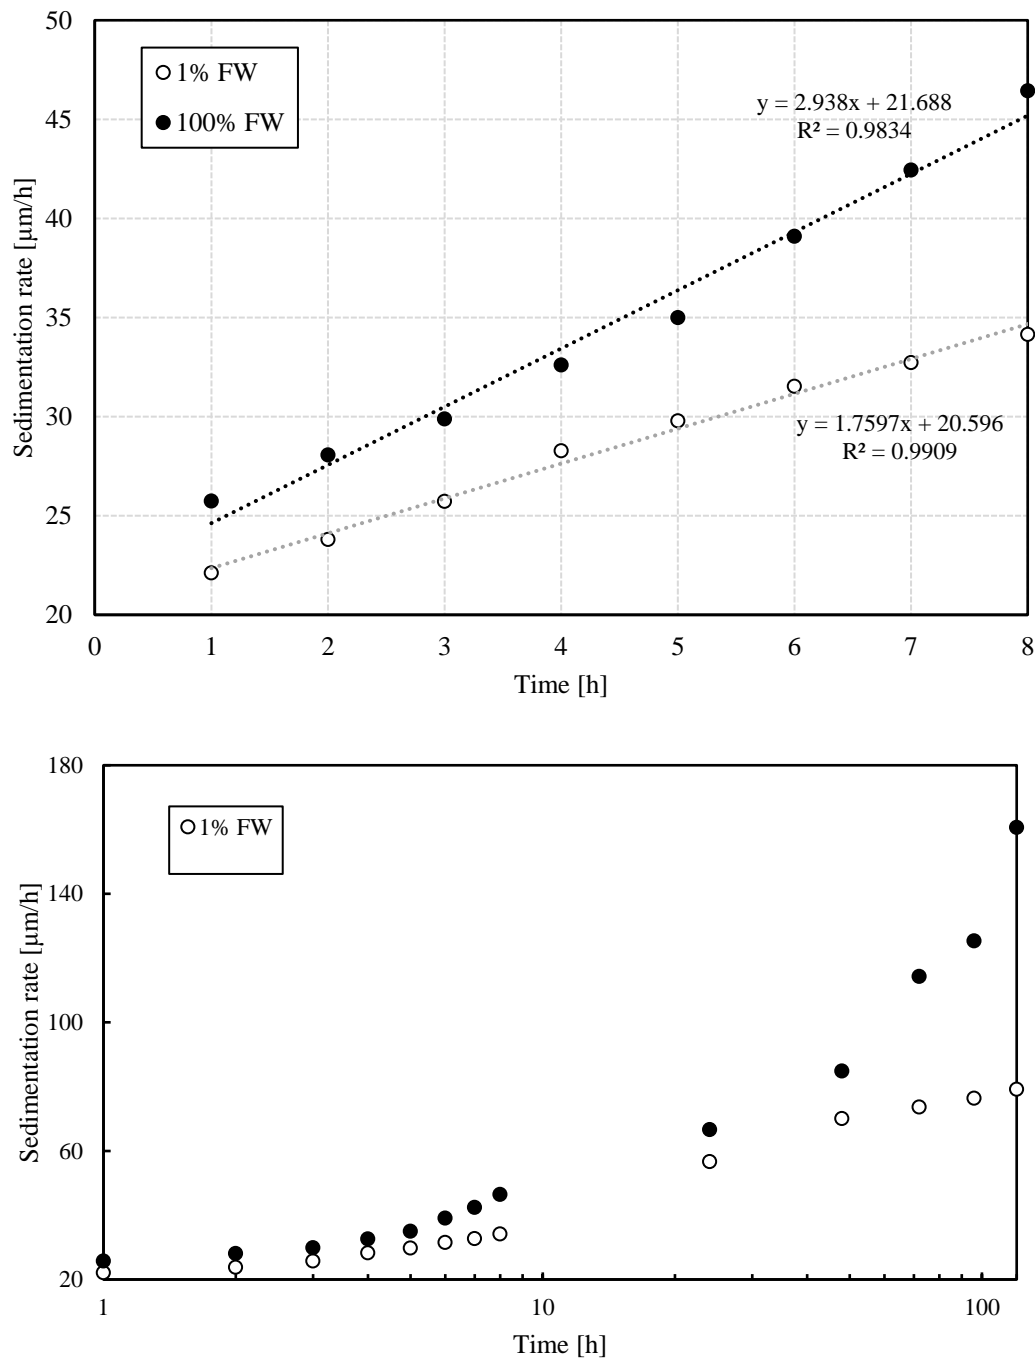 50
45
40
35
30
25
20
Sedimentation rate [µm/h]
1% FW
100% FW
y = 2.938x + 21.688
R² = 0.9834
y = 1.7597x + 20.596
R² = 0.9909
0 1 2 3 4 5 6 7 8
Time [h]
180
140
100
60
20
Sedimentation rate [µm/h]
1% FW
1 10 100
Time [h]